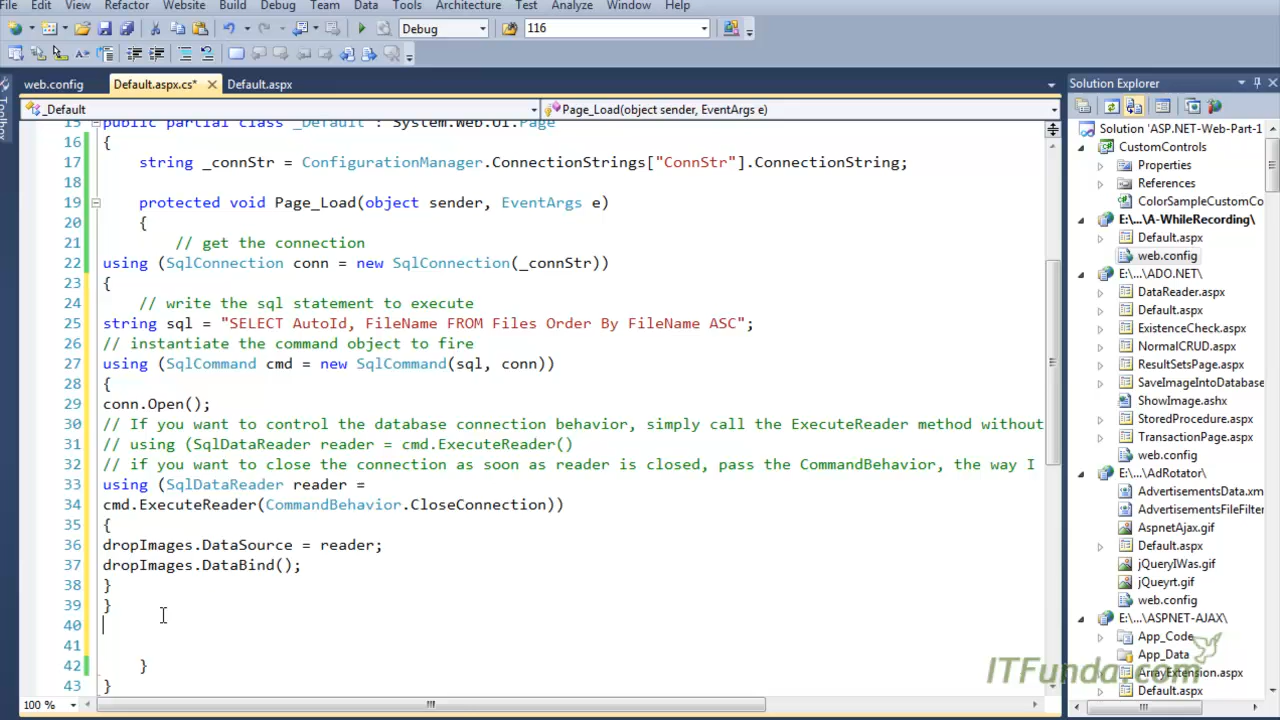 File Edit View Refactor Website Build Debug Team Data Tools Architecture Test Analyze Window Help
Debug 116
web.config Default.aspx.cs* Default.aspx
_Default Page_Load(object sender, EventArgs e)
15 public partial class _Default : System.Web.UI.Page
16 {
17 string _connStr = ConfigurationManager.ConnectionStrings["ConnStr"].ConnectionString;
18
19 protected void Page_Load(object sender, EventArgs e)
20 {
21 // get the connection
22 using (SqlConnection conn = new SqlConnection(_connStr))
23 {
24 // write the sql statement to execute
25 string sql = "SELECT AutoId, FileName FROM Files Order By FileName ASC";
26 // instantiate the command object to fire
27 using (SqlCommand cmd = new SqlCommand(sql, conn))
28 {
29 conn.Open();
30 // If you want to control the database connection behavior, simply call the ExecuteReader method without
31 // using (SqlDataReader reader = cmd.ExecuteReader()
32 // if you want to close the connection as soon as reader is closed, pass the CommandBehavior, the way I
33 using (SqlDataReader reader =
34 cmd.ExecuteReader(CommandBehavior.CloseConnection))
35 {
36 dropImages.DataSource = reader;
37 dropImages.DataBind();
38 }
39 }
40
41
42 }
43 }
100 %
Toolbox
Solution Explorer
Solution 'ASP.NET-Web-Part-1
CustomControls
Properties
References
ColorSampleCustomCo
E:\...\A-WhileRecording\
Default.aspx
web.config
E:\...\ADO.NET\
DataReader.aspx
Default.aspx
ExistenceCheck.aspx
NormalCRUD.aspx
ResultSetsPage.aspx
SaveImageIntoDatabase
ShowImage.ashx
StoredProcedure.aspx
TransactionPage.aspx
web.config
E:\...\AdRotator\
AdvertisementsData.xm
AdvertisementsFileFilter
AspnetAjax.gif
Default.aspx
jQueryIWas.gif
jQueyrt.gif
web.config
E:\...\ASPNET-AJAX\
App_Code
App_Data
ArrayExtension.aspx
Default.aspx
ITFunda.com